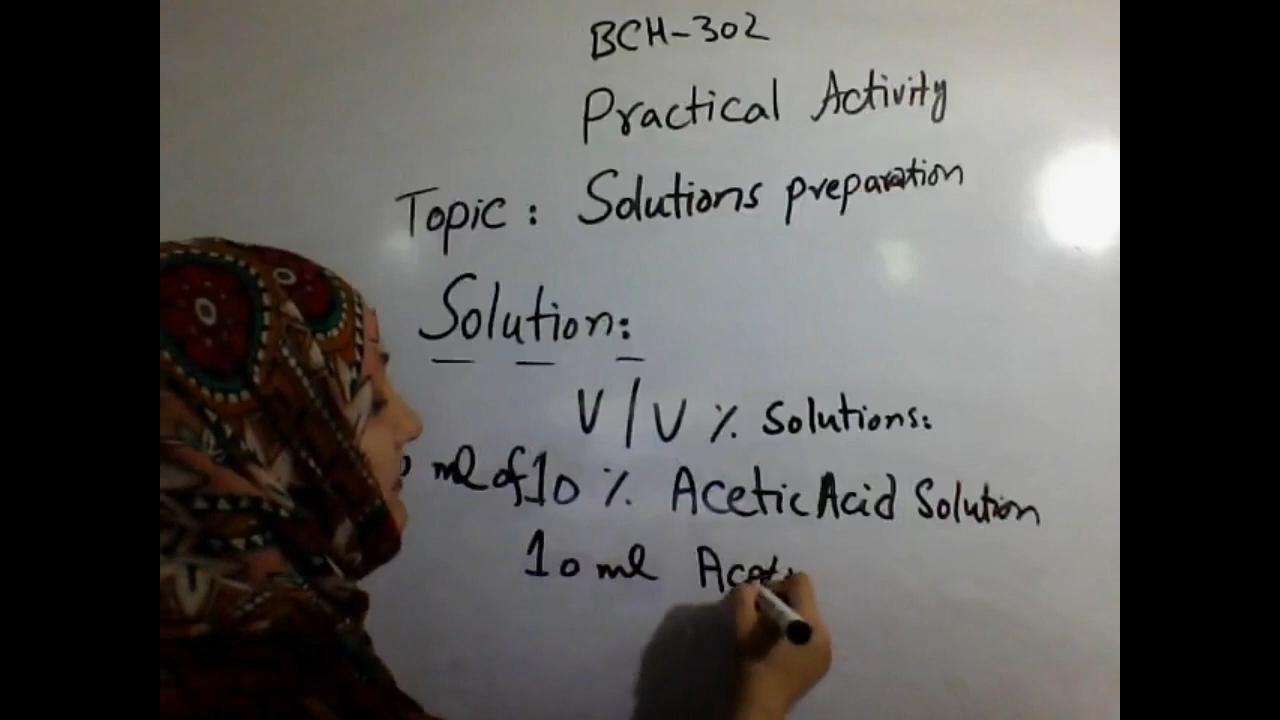 BCH-302
Practical Activity
Topic: Solutions preparation
Solution:
V/V % Solutions:
ml of 10 % Acetic Acid Solution
10 ml